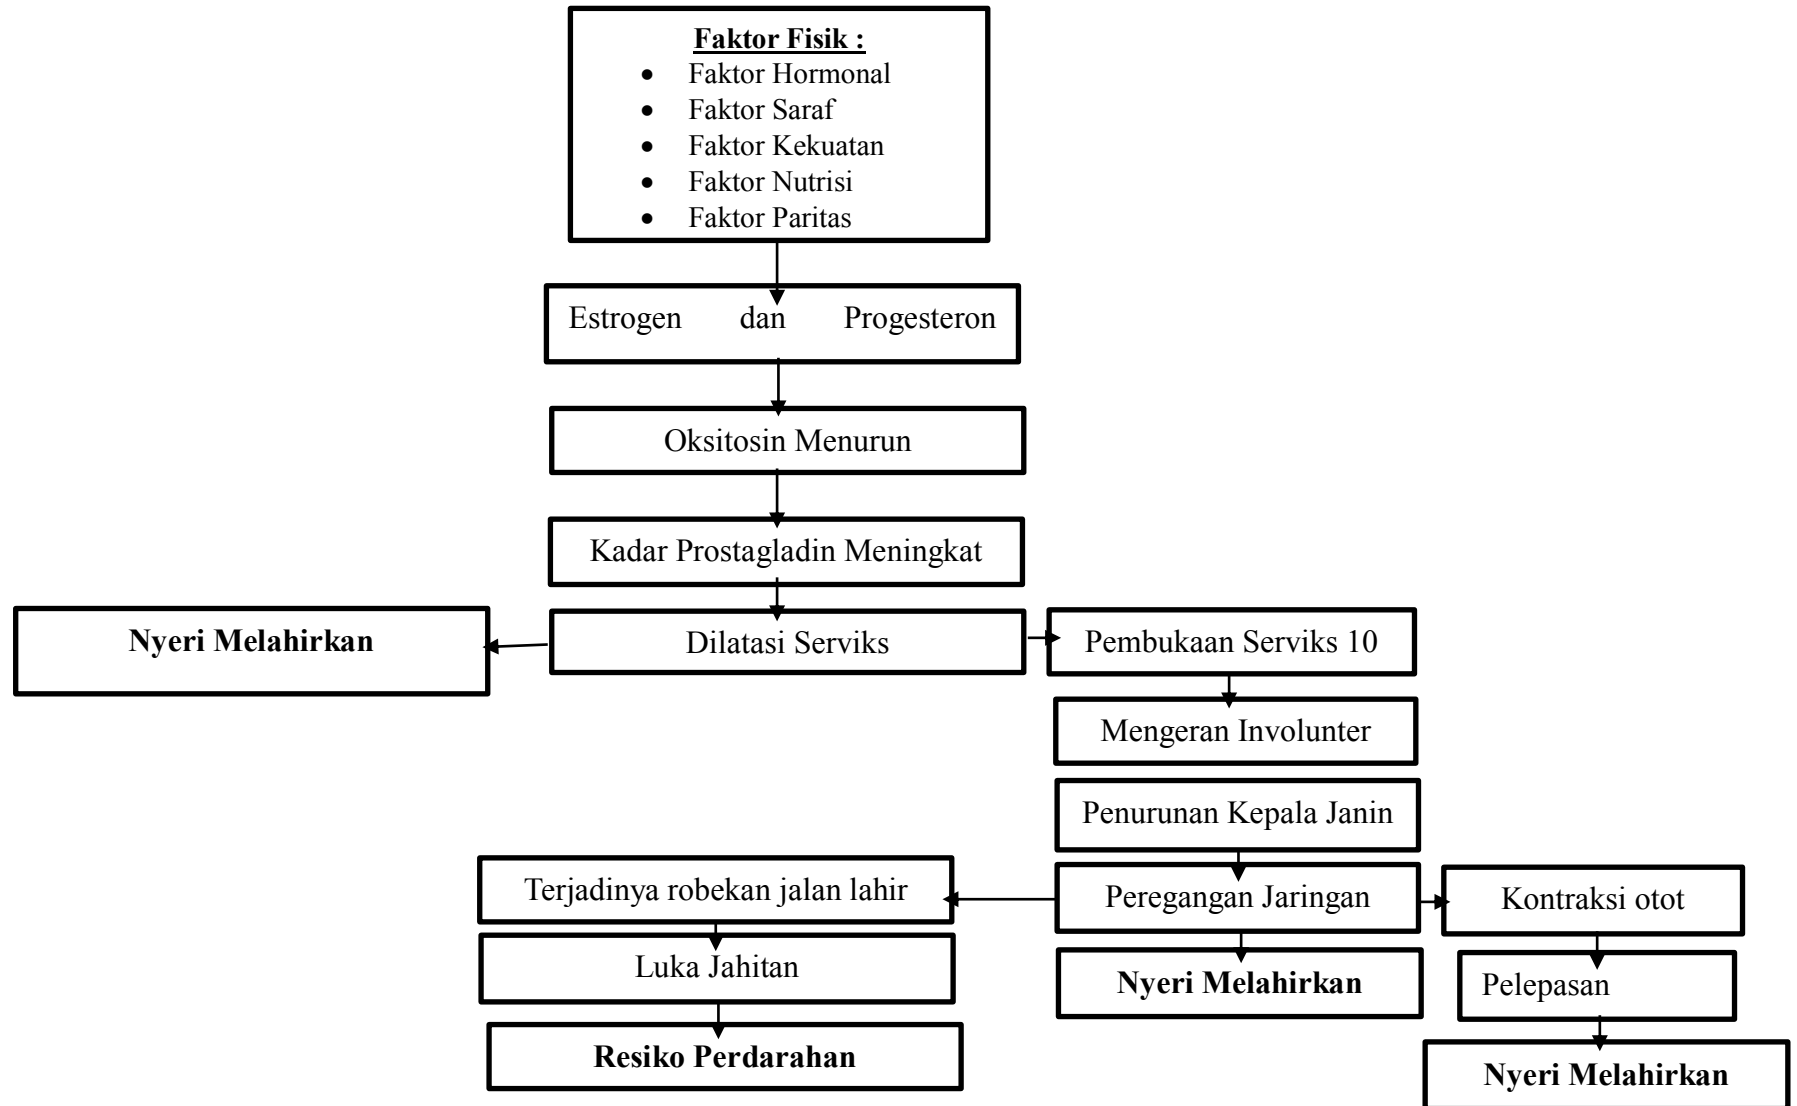 Faktor Fisik :
• Faktor Hormonal
• Faktor Saraf
• Faktor Kekuatan
• Faktor Nutrisi
• Faktor Paritas
Estrogen dan Progesteron
Oksitosin Menurun
Kadar Prostagladin Meningkat
Nyeri Melahirkan
Dilatasi Serviks
Pembukaan Serviks 10
Mengeran Involunter
Penurunan Kepala Janin
Terjadinya robekan jalan lahir
Peregangan Jaringan
Kontraksi otot
Luka Jahitan
Nyeri Melahirkan
Pelepasan
Resiko Perdarahan
Nyeri Melahirkan